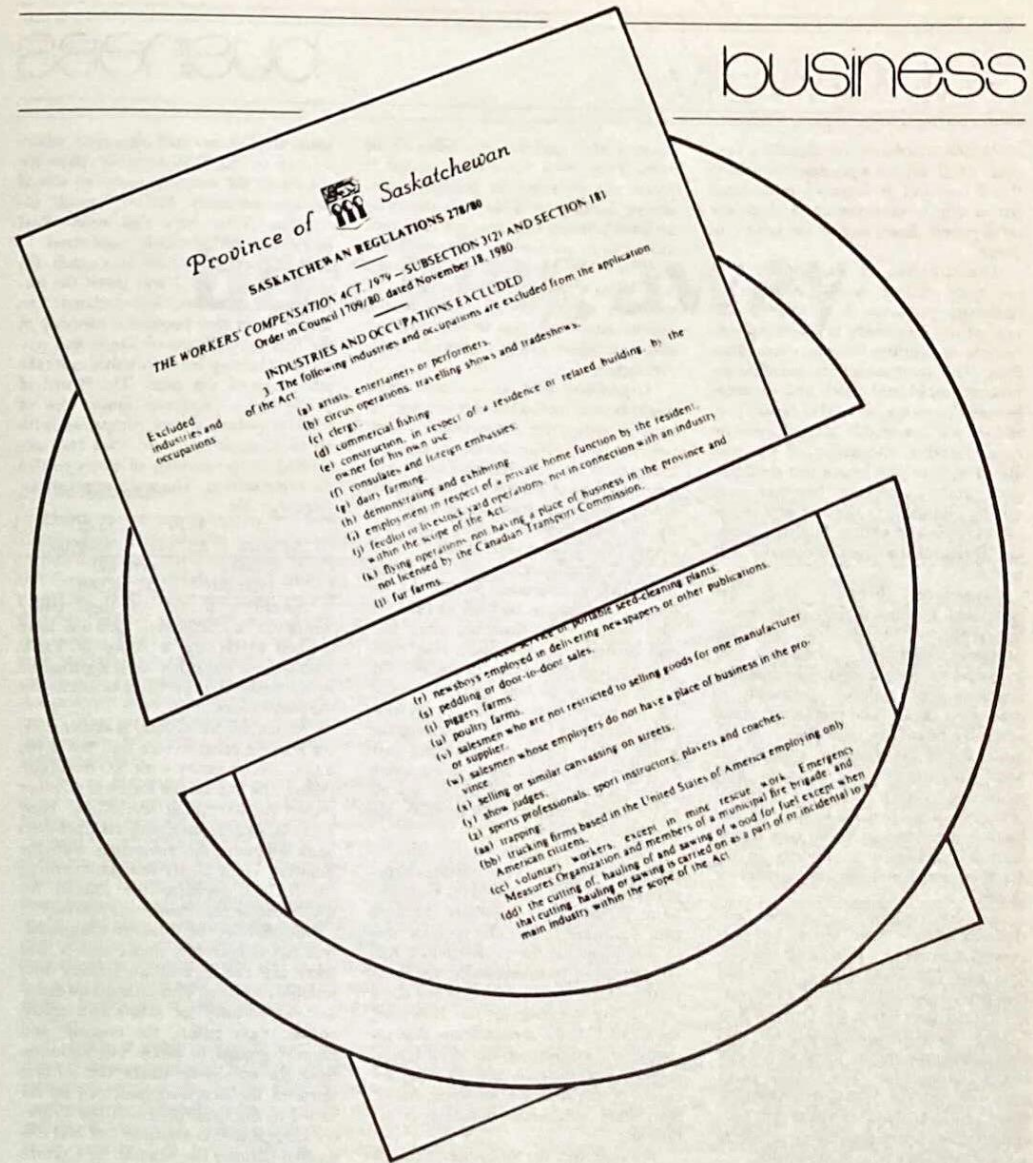 business
Province of Saskatchewan
SASKATCHEWAN REGULATIONS 278/80
THE WORKERS' COMPENSATION ACT, 1979 — SUBSECTION 3(2) AND SECTION 181
Order in Council 1709/80, dated November 18, 1980
INDUSTRIES AND OCCUPATIONS EXCLUDED
3. The following industries and occupations are excluded from the application
of the Act:
Excluded
industries and
occupations
(a) artists, entertainers or performers.
(b) circus operations, travelling shows and tradeshows.
(c) clergy.
(d) commercial fishing.
(e) construction, in respect of a residence or related building, by the
owner for his own use.
(f) consulates and foreign embassies.
(g) dairy farming.
(h) demonstrating and exhibiting.
(i) employment in respect of a private home function by the resident.
(j) feedlot or livestock yard operations, not in connection with an industry
within the scope of the Act.
(k) flying operations not having a place of business in the province and
not licensed by the Canadian Transport Commission.
(l) fur farms.
service or portable seed-cleaning plants.
(r) newsboys employed in delivering newspapers or other publications.
(s) peddling or door-to-door sales.
(t) piggery farms.
(u) poultry farms.
(v) salesmen who are not restricted to selling goods for one manufacturer
or supplier.
(w) salesmen whose employers do not have a place of business in the pro-
vince.
(x) selling or similar canvassing on streets.
(y) show judges.
(z) sports professionals, sport instructors, players and coaches.
(aa) trapping.
(bb) trucking firms based in the United States of America employing only
American citizens.
(cc) voluntary workers, except in mine rescue work, Emergency
Measures Organization and members of a municipal fire brigade, and
(dd) the cutting of, hauling of and sawing of wood for fuel except when
that cutting, hauling or sawing is carried on as a part of or incidental to
main industry within the scope of the Act